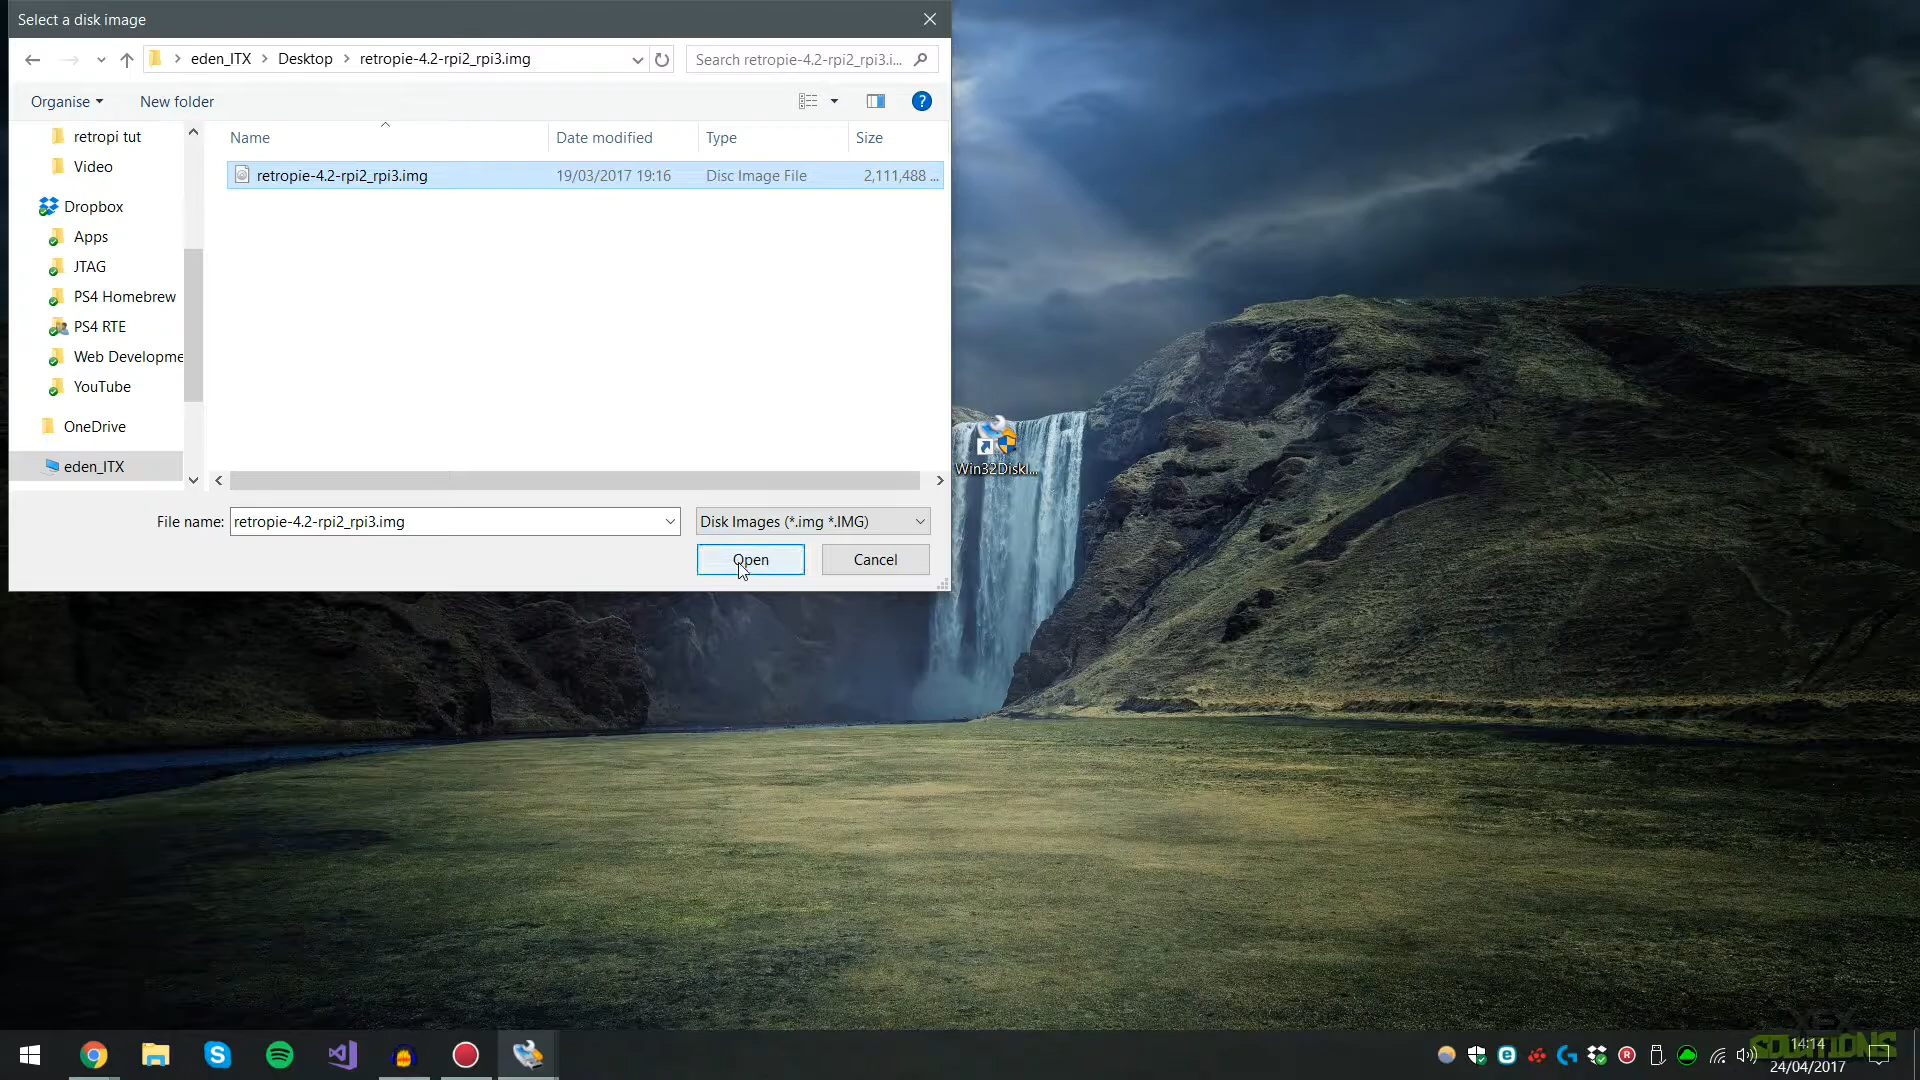 Select a disk image
eden_ITX Desktop retropie-4.2-rpi2_rpi3.img
Search retropie-4.2-rpi2_rpi3.i...
Organise New folder
?
Name Date modified Type Size
retropie-4.2-rpi2_rpi3.img 19/03/2017 19:16 Disc Image File 2,111,488 ...
retropi tut
Video
Dropbox
Apps
JTAG
PS4 Homebrew
PS4 RTE
Web Developme
YouTube
OneDrive
eden_ITX
File name: retropie-4.2-rpi2_rpi3.img Disk Images (*.img *.IMG)
Open Cancel
Win32DiskI...
XEX
SOLUTIONS
14:14
24/04/2017